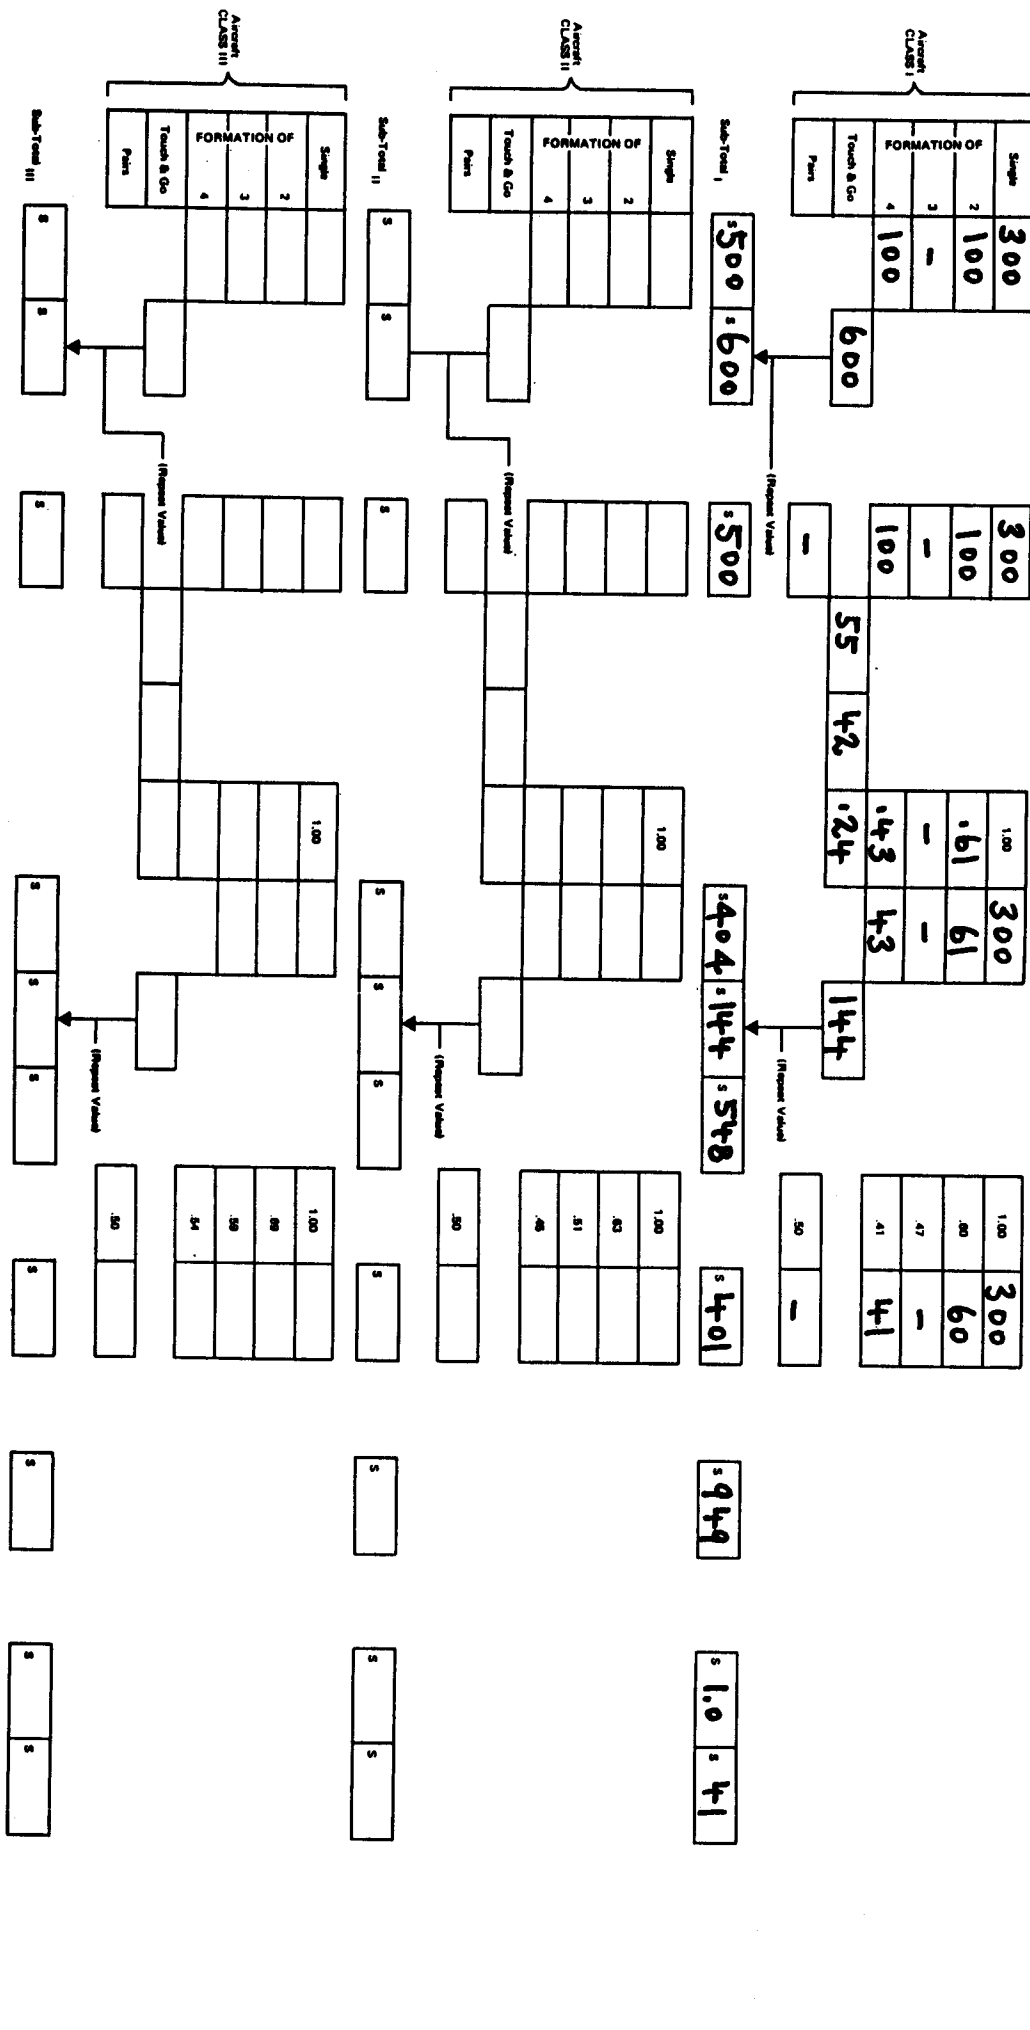 Aircraft
CLASS I
Single 300 300 1.00 300 1.00 300
2 100 100 .61 61 .60 60
FORMATION OF
3 - - - - .47 -
4 100 100 .43 43 .41 41
Touch & Go 600 55 42 .24 144
Pairs - .50 -
(Repeat Value) (Repeat Value)
Sub-Total I $ 500 $ 600 $ 500 $ 404 $ 144 $ 548 $ 401 $ 949 $ 1.0 $ 41
Aircraft
CLASS II
Single 1.00 1.00
2 .63
FORMATION OF
3 .51
4 .46
Touch & Go
Pairs .50
(Repeat Value) (Repeat Value)
Sub-Total II $ $ $ $ $ $ $ $ $ $
Aircraft
CLASS III
Single 1.00 1.00
2 .69
FORMATION OF
3 .59
4 .54
Touch & Go
Pairs .50
(Repeat Value) (Repeat Value)
Sub-Total III $ $ $ $ $ $ $ $ $ $